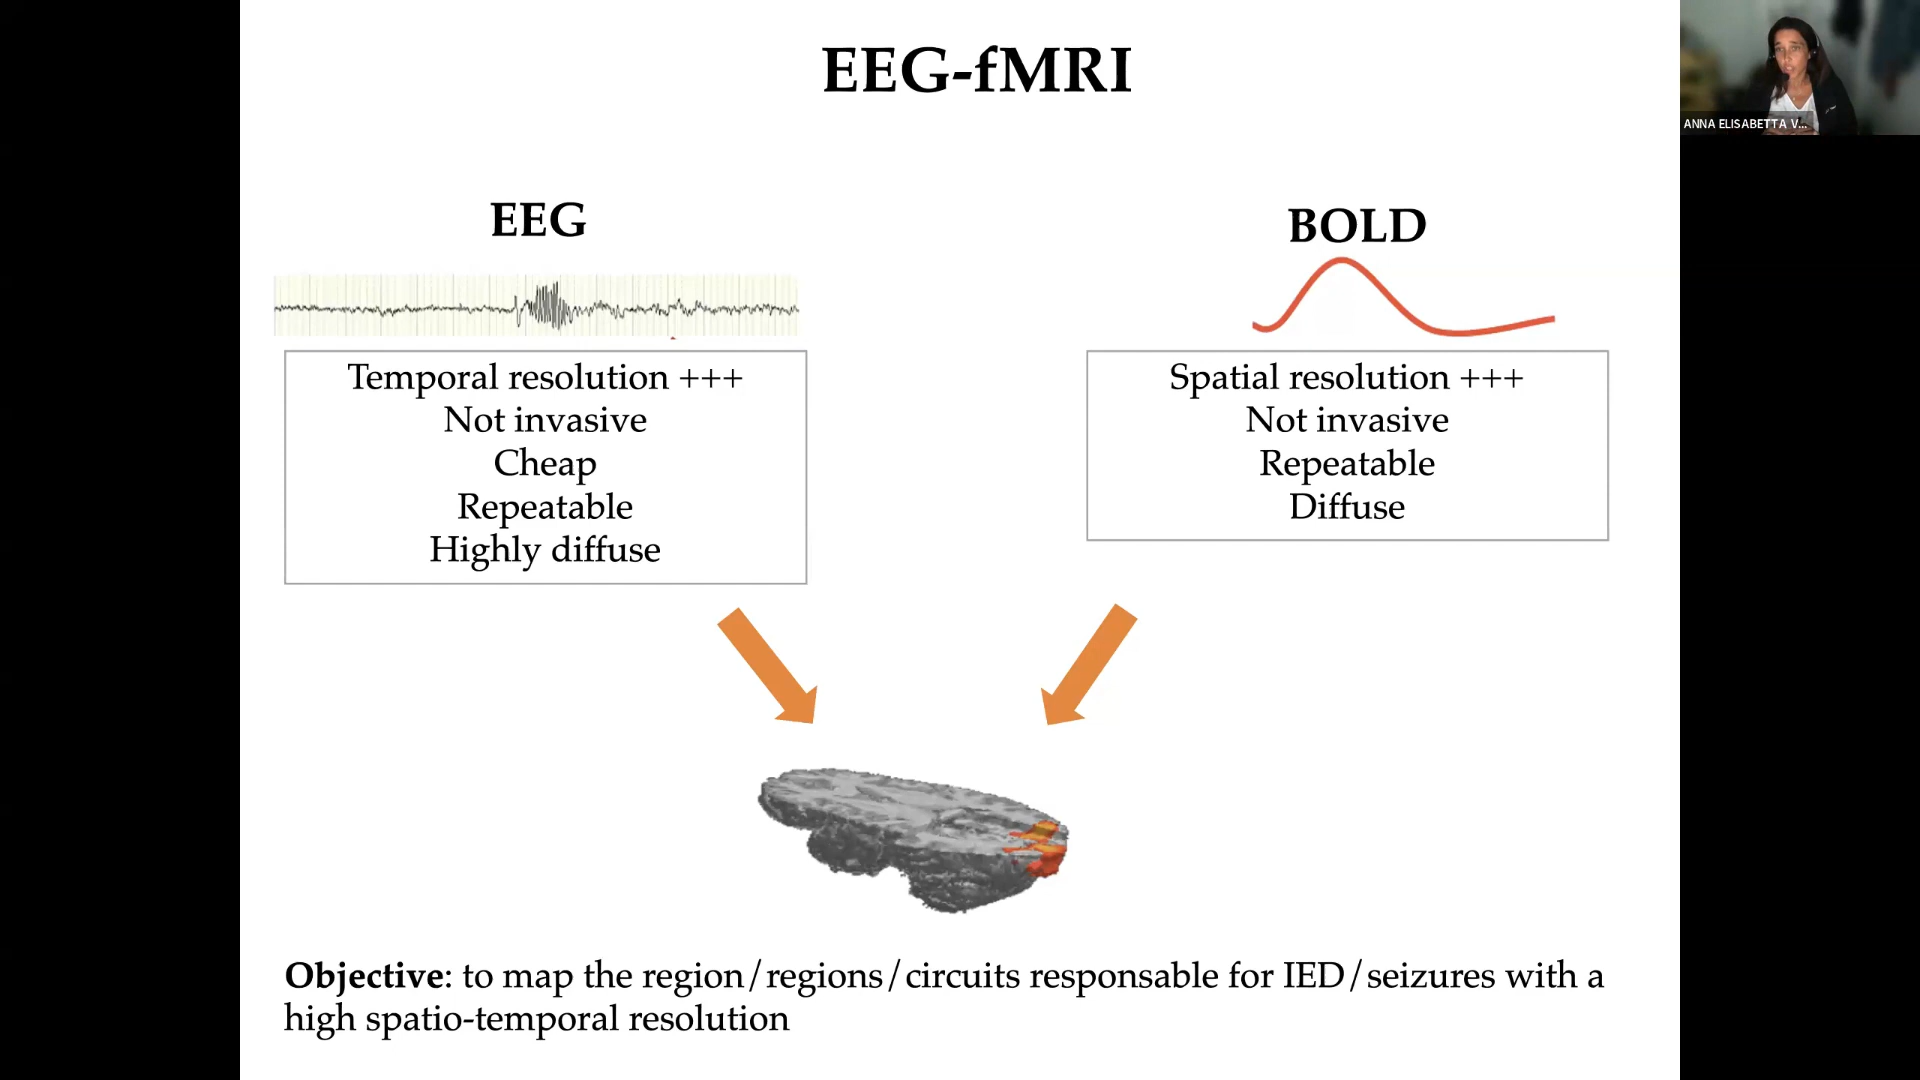 EEG-fMRI
ANNA ELISABETTA V...
EEG
BOLD
Temporal resolution +++
Not invasive
Cheap
Repeatable
Highly diffuse
Spatial resolution +++
Not invasive
Repeatable
Diffuse
Objective: to map the region/regions/circuits responsable for IED/seizures with a
high spatio-temporal resolution